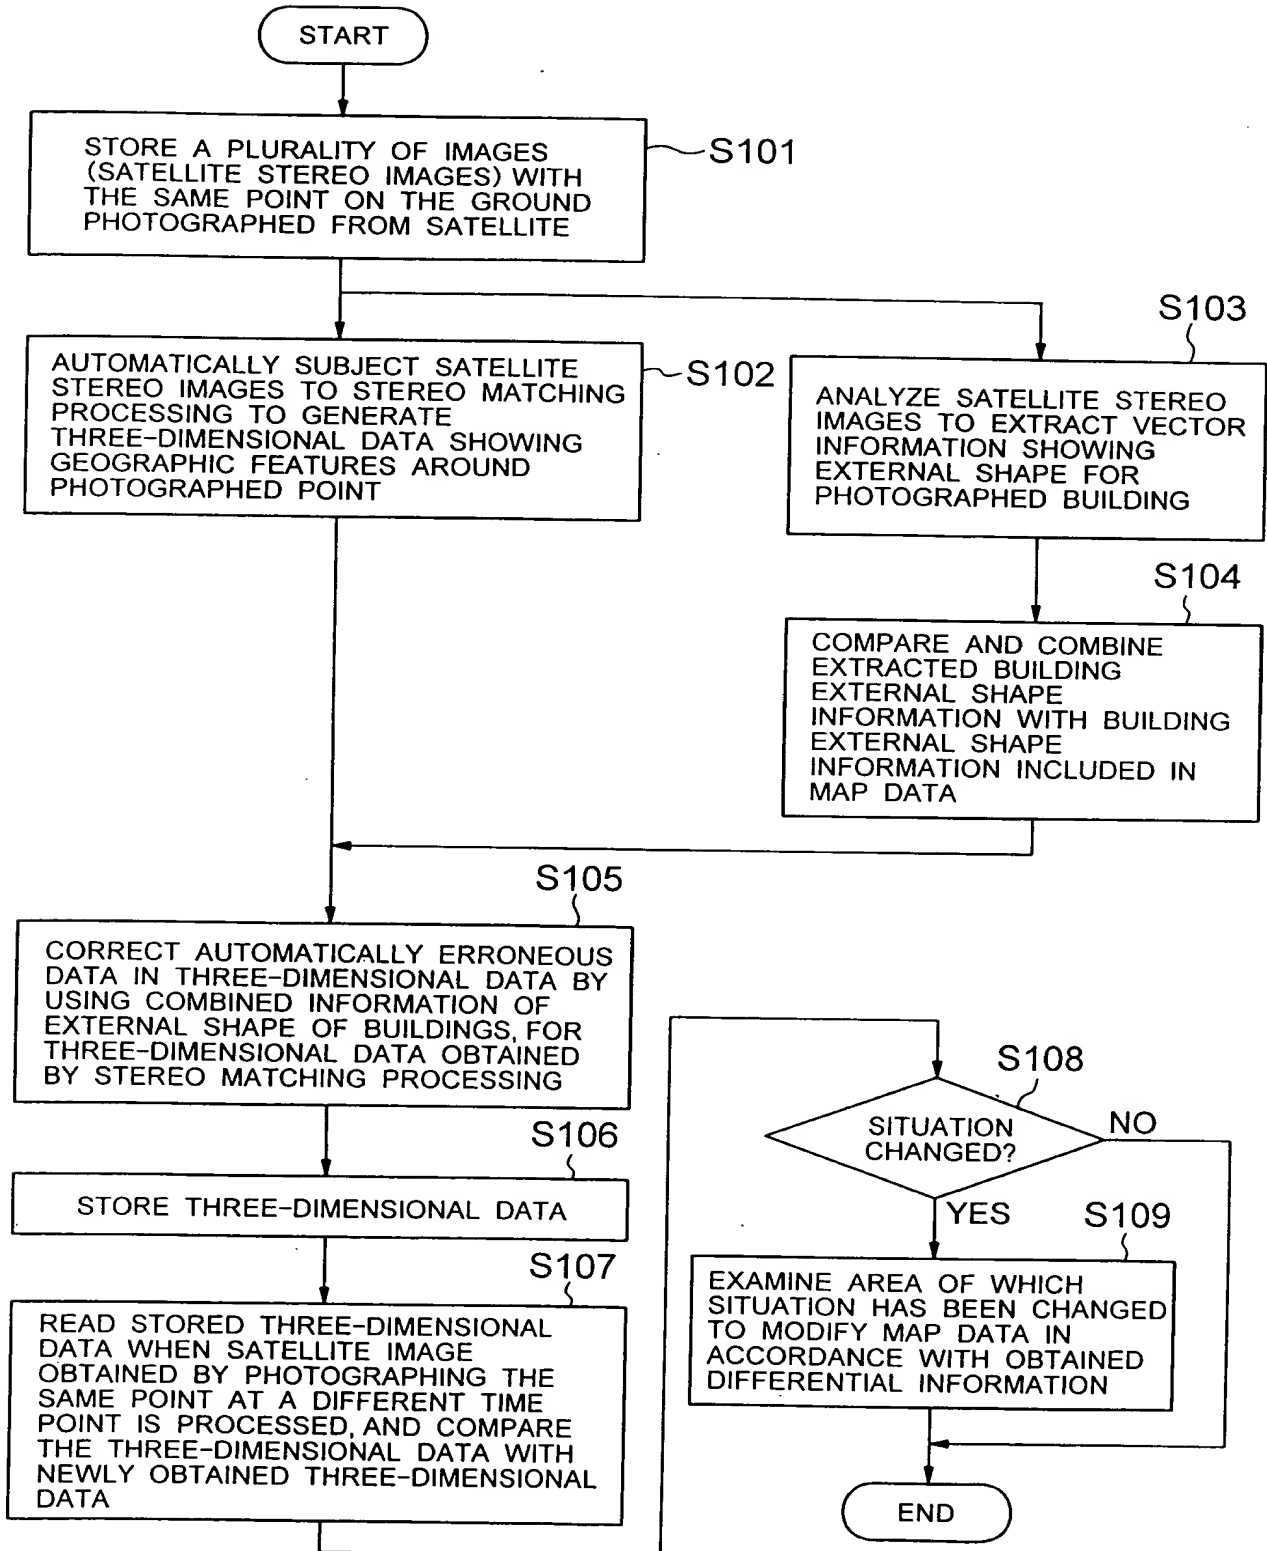 START
STORE A PLURALITY OF IMAGES
(SATELLITE STEREO IMAGES) WITH
THE SAME POINT ON THE GROUND
PHOTOGRAPHED FROM SATELLITE
S101
AUTOMATICALLY SUBJECT SATELLITE
STEREO IMAGES TO STEREO MATCHING
PROCESSING TO GENERATE
THREE-DIMENSIONAL DATA SHOWING
GEOGRAPHIC FEATURES AROUND
PHOTOGRAPHED POINT
S102
S103
ANALYZE SATELLITE STEREO
IMAGES TO EXTRACT VECTOR
INFORMATION SHOWING
EXTERNAL SHAPE FOR
PHOTOGRAPHED BUILDING
S104
COMPARE AND COMBINE
EXTRACTED BUILDING
EXTERNAL SHAPE
INFORMATION WITH BUILDING
EXTERNAL SHAPE
INFORMATION INCLUDED IN
MAP DATA
S105
CORRECT AUTOMATICALLY ERRONEOUS
DATA IN THREE-DIMENSIONAL DATA BY
USING COMBINED INFORMATION OF
EXTERNAL SHAPE OF BUILDINGS, FOR
THREE-DIMENSIONAL DATA OBTAINED
BY STEREO MATCHING PROCESSING
S106
STORE THREE-DIMENSIONAL DATA
S107
READ STORED THREE-DIMENSIONAL
DATA WHEN SATELLITE IMAGE
OBTAINED BY PHOTOGRAPHING THE
SAME POINT AT A DIFFERENT TIME
POINT IS PROCESSED, AND COMPARE
THE THREE-DIMENSIONAL DATA WITH
NEWLY OBTAINED THREE-DIMENSIONAL
DATA
S108
SITUATION
CHANGED?
NO
YES
S109
EXAMINE AREA OF WHICH
SITUATION HAS BEEN CHANGED
TO MODIFY MAP DATA IN
ACCORDANCE WITH OBTAINED
DIFFERENTIAL INFORMATION
END